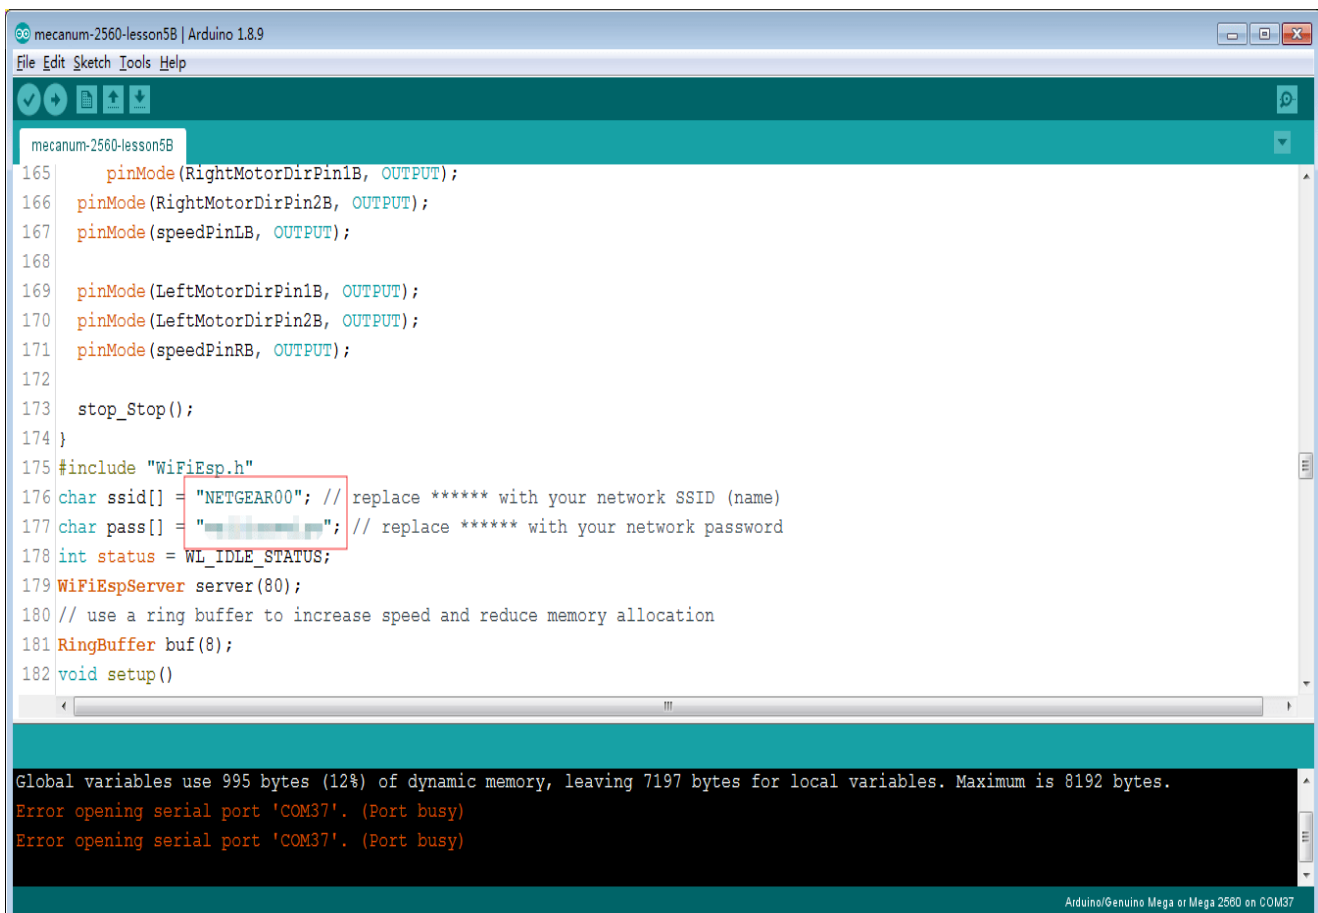 mecanum-2560-lesson5B | Arduino 1.8.9
File Edit Sketch Tools Help
mecanum-2560-lesson5B
165 pinMode(RightMotorDirPin1B, OUTPUT);
166 pinMode(RightMotorDirPin2B, OUTPUT);
167 pinMode(speedPinLB, OUTPUT);
168
169 pinMode(LeftMotorDirPin1B, OUTPUT);
170 pinMode(LeftMotorDirPin2B, OUTPUT);
171 pinMode(speedPinRB, OUTPUT);
172
173 stop_Stop();
174 }
175 #include "WiFiEsp.h"
176 char ssid[] = "NETGEAR00"; // replace ****** with your network SSID (name)
177 char pass[] = ""; // replace ****** with your network password
178 int status = WL_IDLE_STATUS;
179 WiFiEspServer server(80);
180 // use a ring buffer to increase speed and reduce memory allocation
181 RingBuffer buf(8);
182 void setup()
Global variables use 995 bytes (12%) of dynamic memory, leaving 7197 bytes for local variables. Maximum is 8192 bytes.
Error opening serial port 'COM37'. (Port busy)
Error opening serial port 'COM37'. (Port busy)
Arduino/Genuino Mega or Mega 2560 on COM37